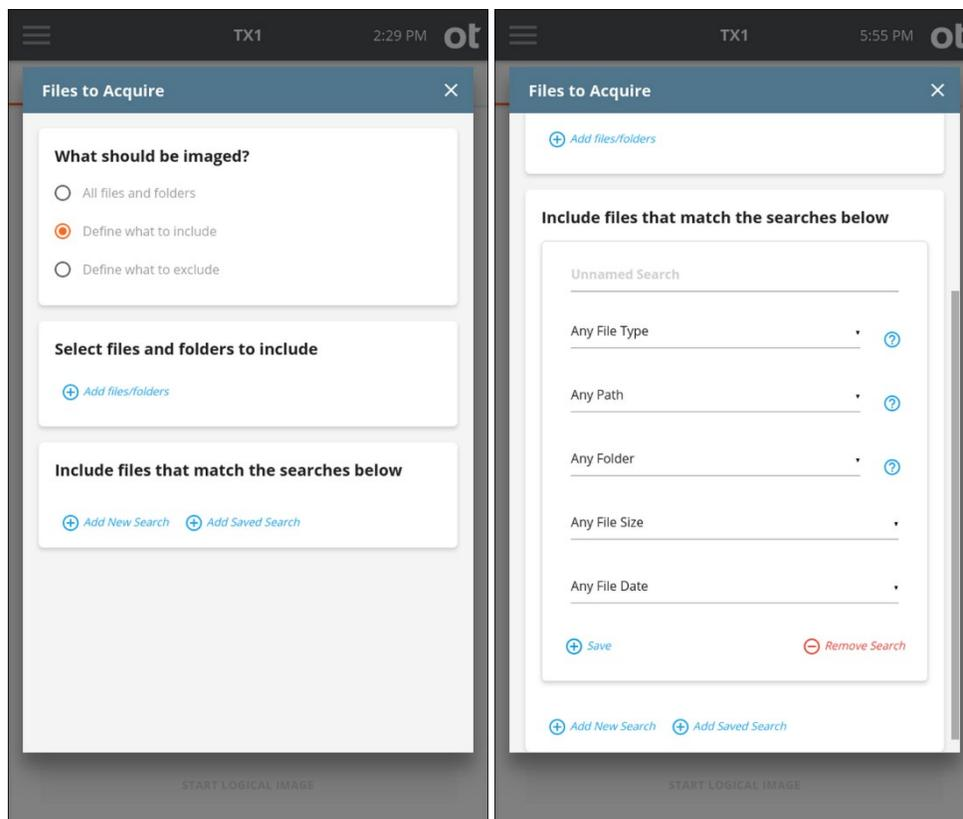 TX1
2:29 PM
ot
Files to Acquire
What should be imaged?
All files and folders
Define what to include
Define what to exclude
Select files and folders to include
Add files/folders
Include files that match the searches below
Add New Search
Add Saved Search
START LOGICAL IMAGE
TX1
5:55 PM
ot
Files to Acquire
Add files/folders
Include files that match the searches below
Unnamed Search
Any File Type
Any Path
Any Folder
Any File Size
Any File Date
Save
Remove Search
Add New Search
Add Saved Search
START LOGICAL IMAGE